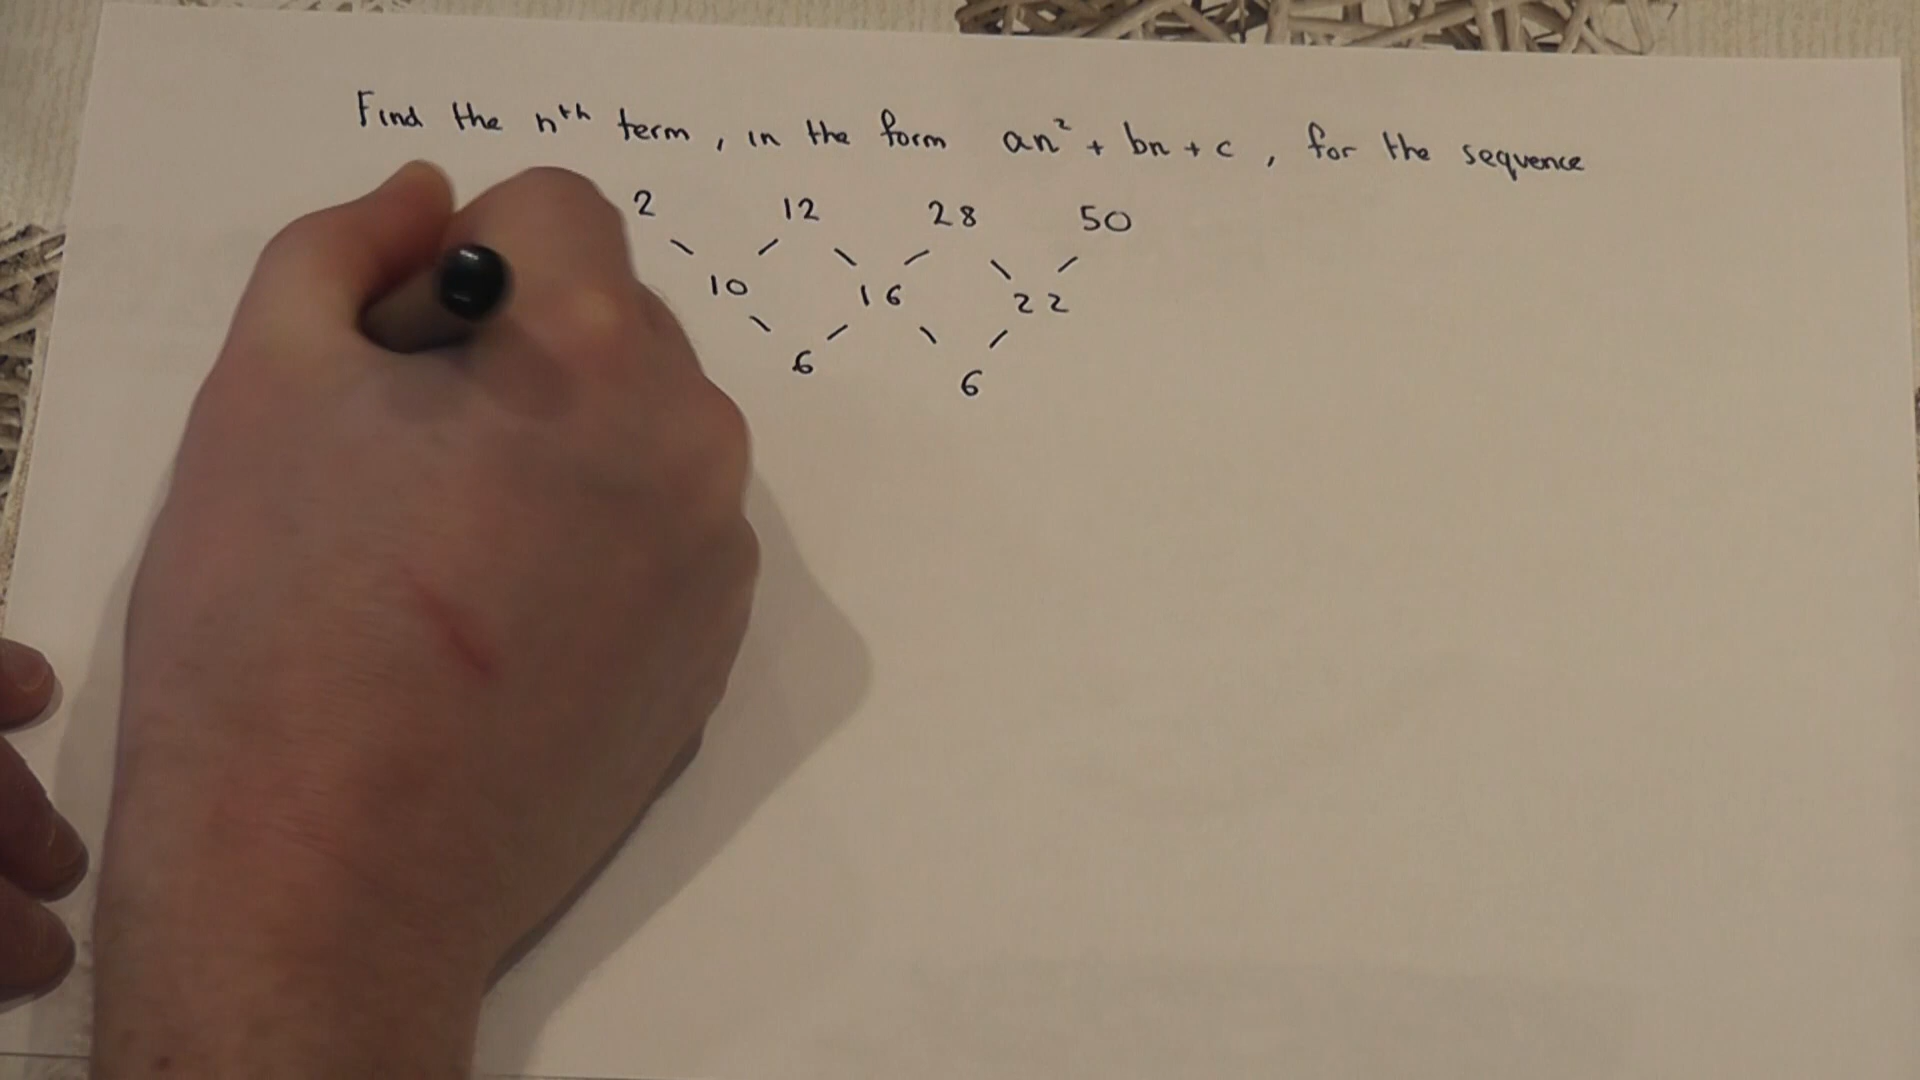 Find the nᵗʰ term, in the form an² + bn + c, for the sequence
2 12 28 50
10 16 22
6 6